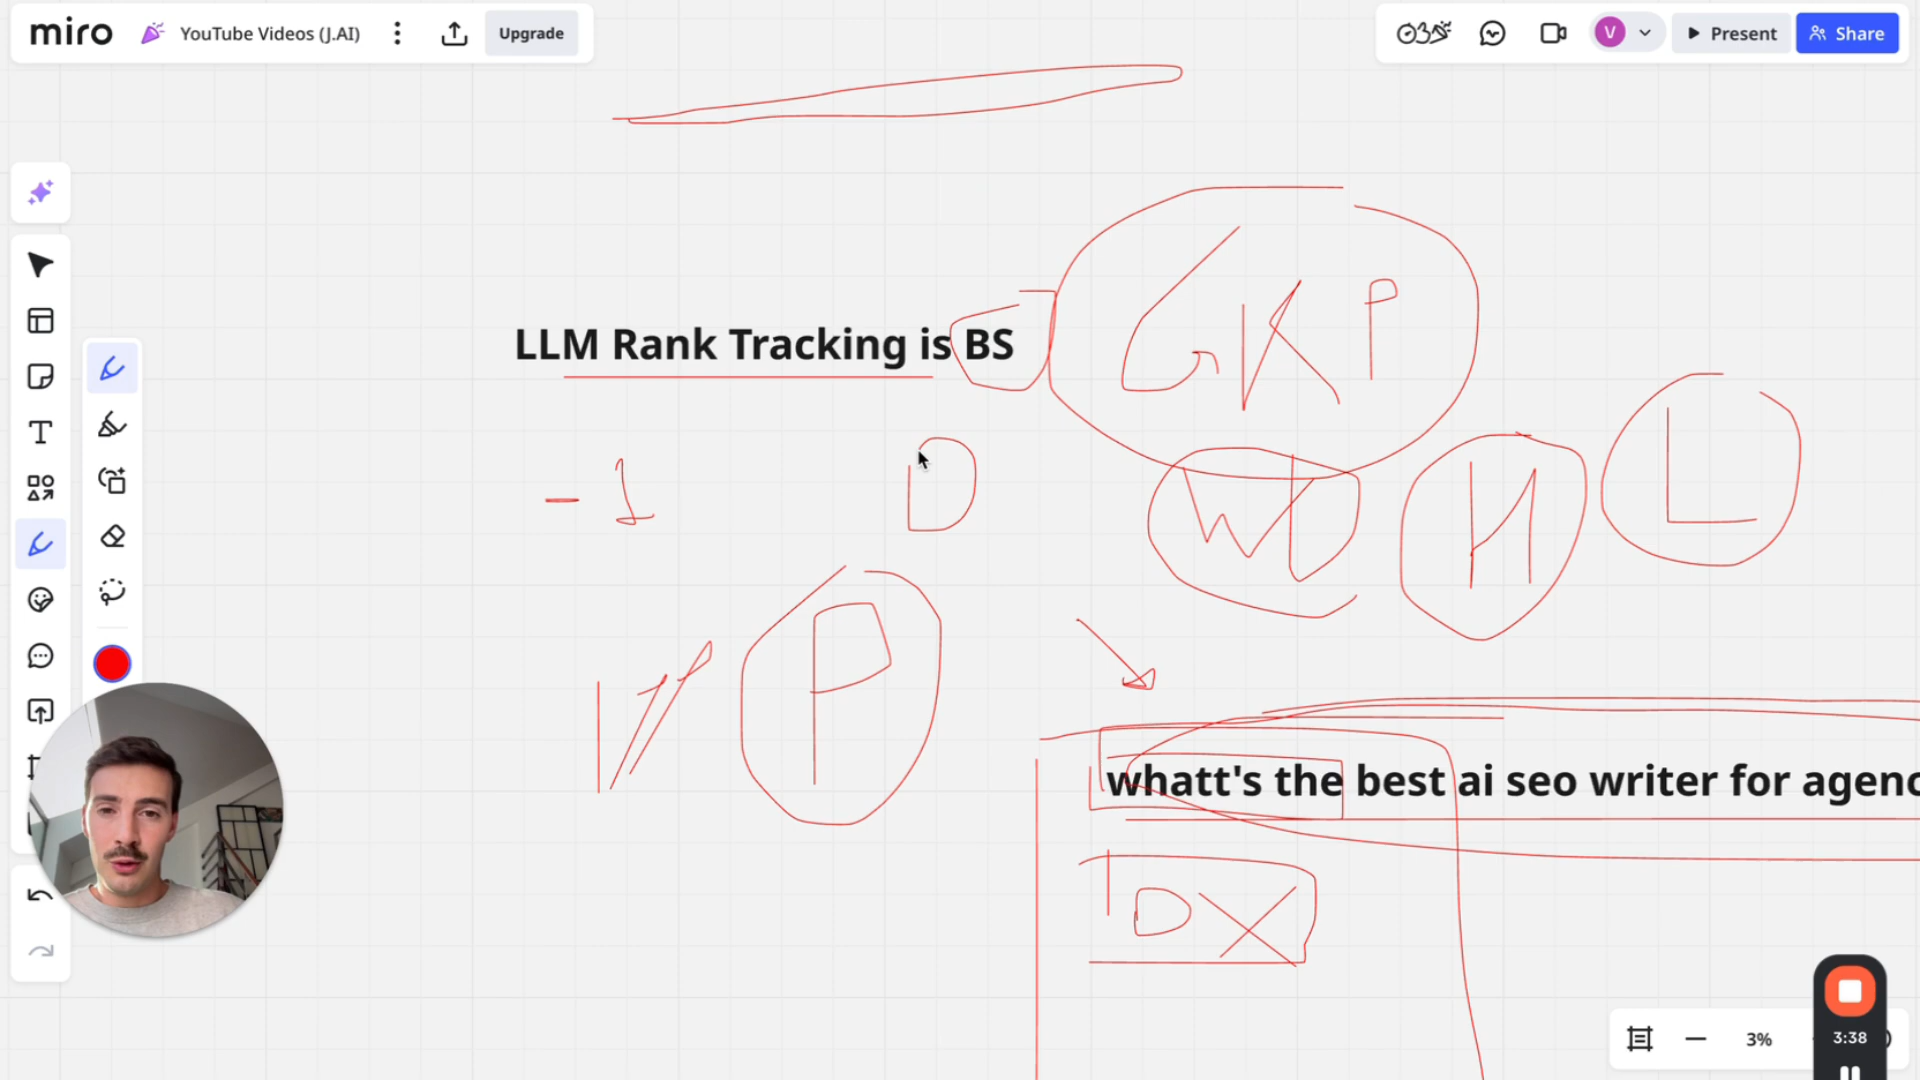 miro YouTube Videos (J.AI) Upgrade
V Present Share
GKP
LLM Rank Tracking is BS
L
- 1 D
H
P
whatt's the best ai seo writer for agenc
DX
3%
3:38